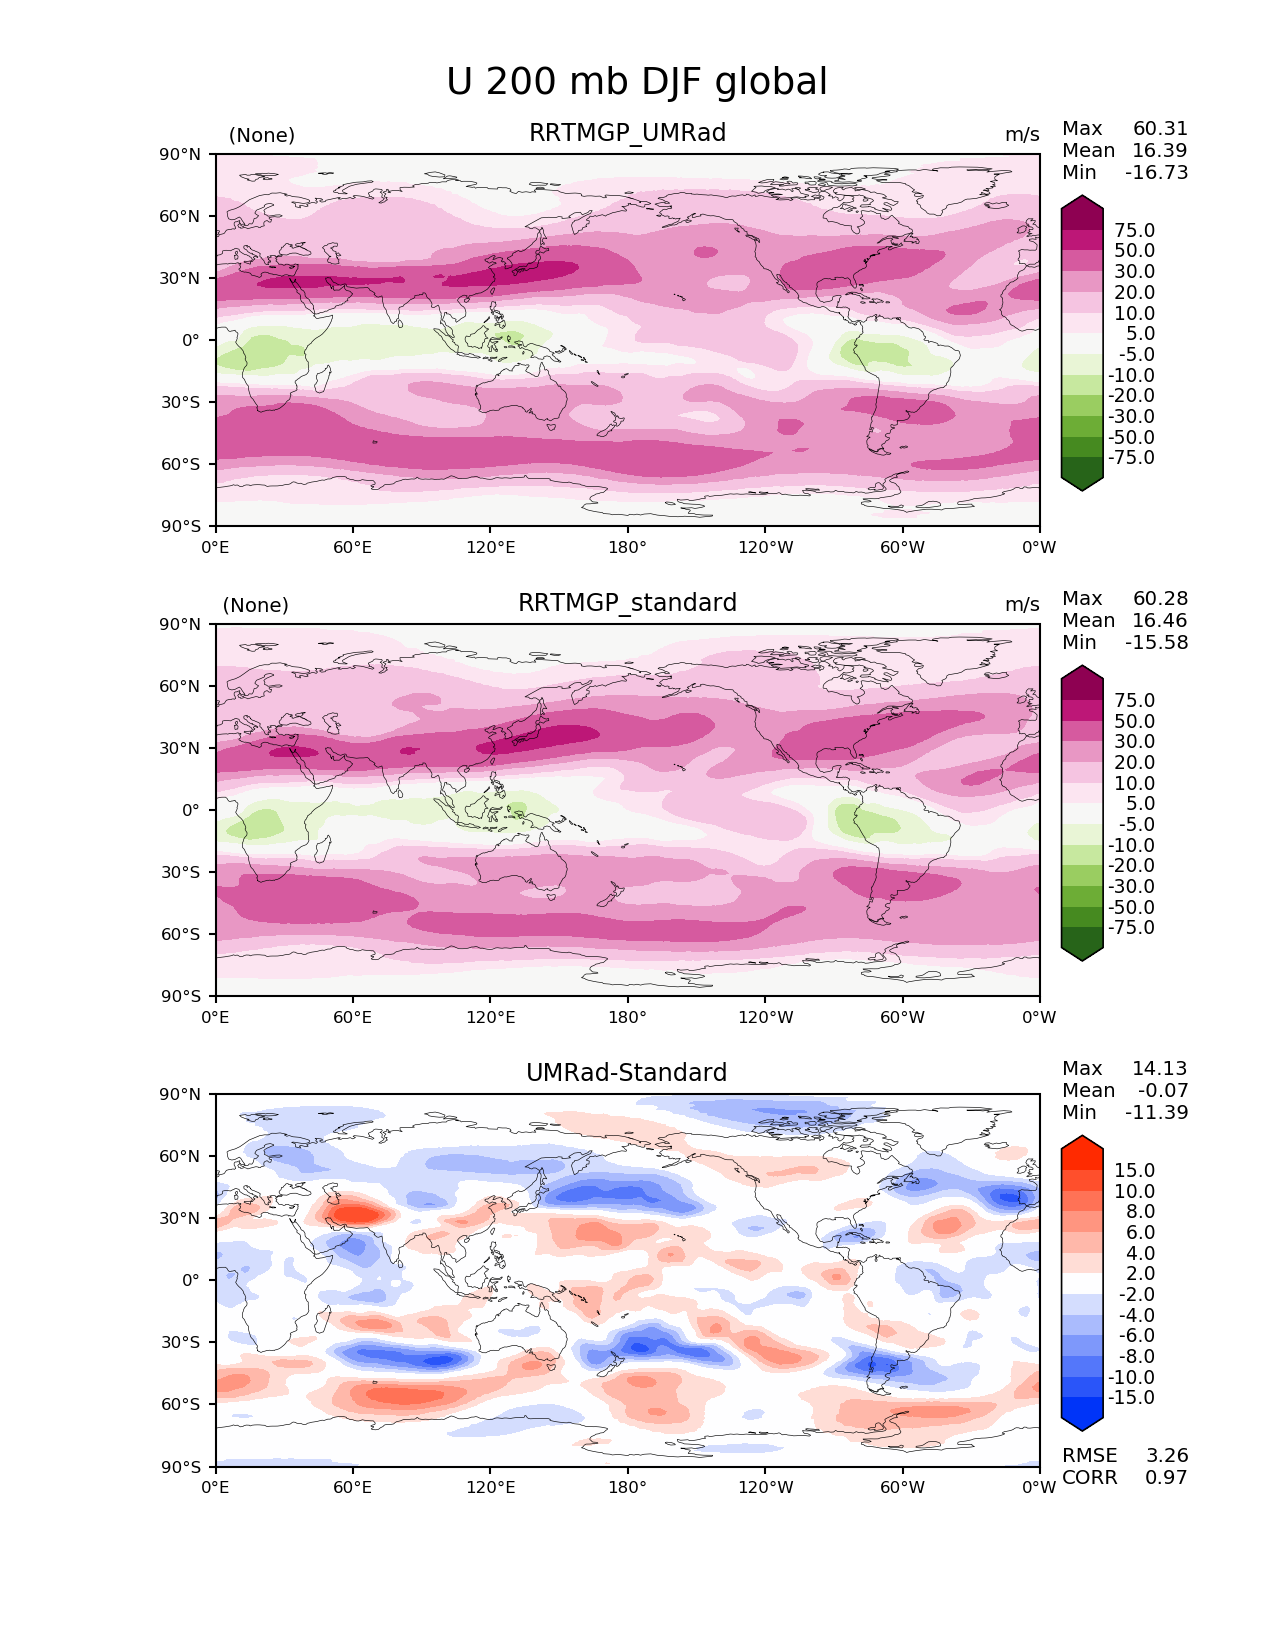 U 200 mb DJF global
(None) RRTMGP_UMRad m/s
Max 60.31
Mean 16.39
Min -16.73
90°N
60°N
30°N
0°
30°S
60°S
90°S
0°E 60°E 120°E 180° 120°W 60°W 0°W
75.0
50.0
30.0
20.0
10.0
5.0
-5.0
-10.0
-20.0
-30.0
-50.0
-75.0
(None) RRTMGP_standard m/s
Max 60.28
Mean 16.46
Min -15.58
90°N
60°N
30°N
0°
30°S
60°S
90°S
0°E 60°E 120°E 180° 120°W 60°W 0°W
75.0
50.0
30.0
20.0
10.0
5.0
-5.0
-10.0
-20.0
-30.0
-50.0
-75.0
UMRad-Standard
Max 14.13
Mean -0.07
Min -11.39
90°N
60°N
30°N
0°
30°S
60°S
90°S
0°E 60°E 120°E 180° 120°W 60°W 0°W
15.0
10.0
8.0
6.0
4.0
2.0
-2.0
-4.0
-6.0
-8.0
-10.0
-15.0
RMSE 3.26
CORR 0.97